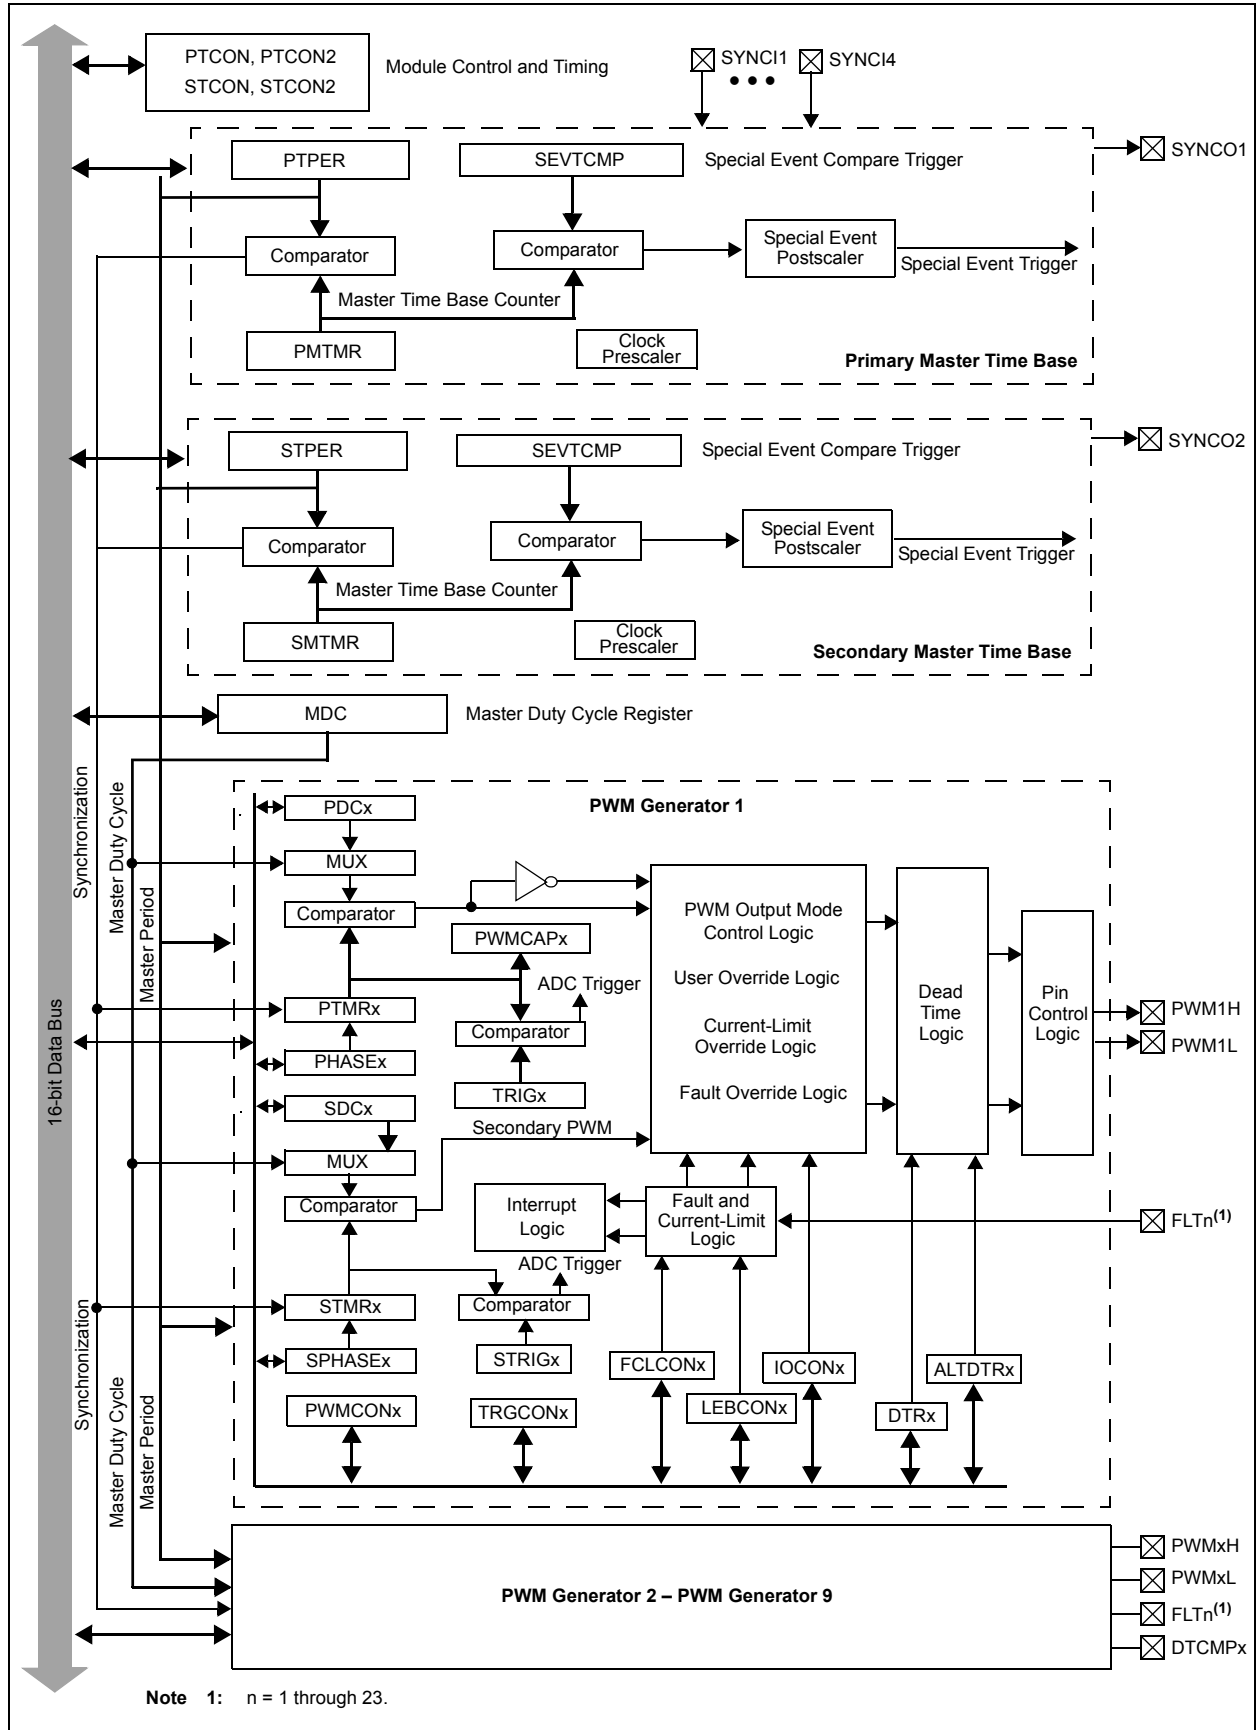 PTCON, PTCON2
STCON, STCON2
Module Control and Timing
SYNCI1
● ● ●
SYNCI4
PTPER
SEVTCMP
Special Event Compare Trigger
SYNCO1
Comparator
Comparator
Special Event
Postscaler
Special Event Trigger
Master Time Base Counter
PMTMR
Clock
Prescaler
Primary Master Time Base
STPER
SEVTCMP
Special Event Compare Trigger
SYNCO2
Comparator
Comparator
Special Event
Postscaler
Special Event Trigger
Master Time Base Counter
SMTMR
Clock
Prescaler
Secondary Master Time Base
MDC
Master Duty Cycle Register
16-bit Data Bus
Synchronization
Master Duty Cycle
Master Period
PWM Generator 1
PDCx
MUX
Comparator
PWMCAPx
ADC Trigger
PTMRx
Comparator
PHASEx
TRIGx
SDCx
Secondary PWM
MUX
Comparator
PWM Output Mode
Control Logic
User Override Logic
Current-Limit
Override Logic
Fault Override Logic
Dead
Time
Logic
Pin
Control
Logic
PWM1H
PWM1L
Interrupt
Logic
Fault and
Current-Limit
Logic
FLTn(1)
ADC Trigger
STMRx
Comparator
SPHASEx
STRIGx
FCLCONx
IOCONx
ALTDTRx
PWMCONx
TRGCONx
LEBCONx
DTRx
Synchronization
Master Duty Cycle
Master Period
PWM Generator 2 – PWM Generator 9
PWMxH
PWMxL
FLTn(1)
DTCMPx
Note 1: n = 1 through 23.